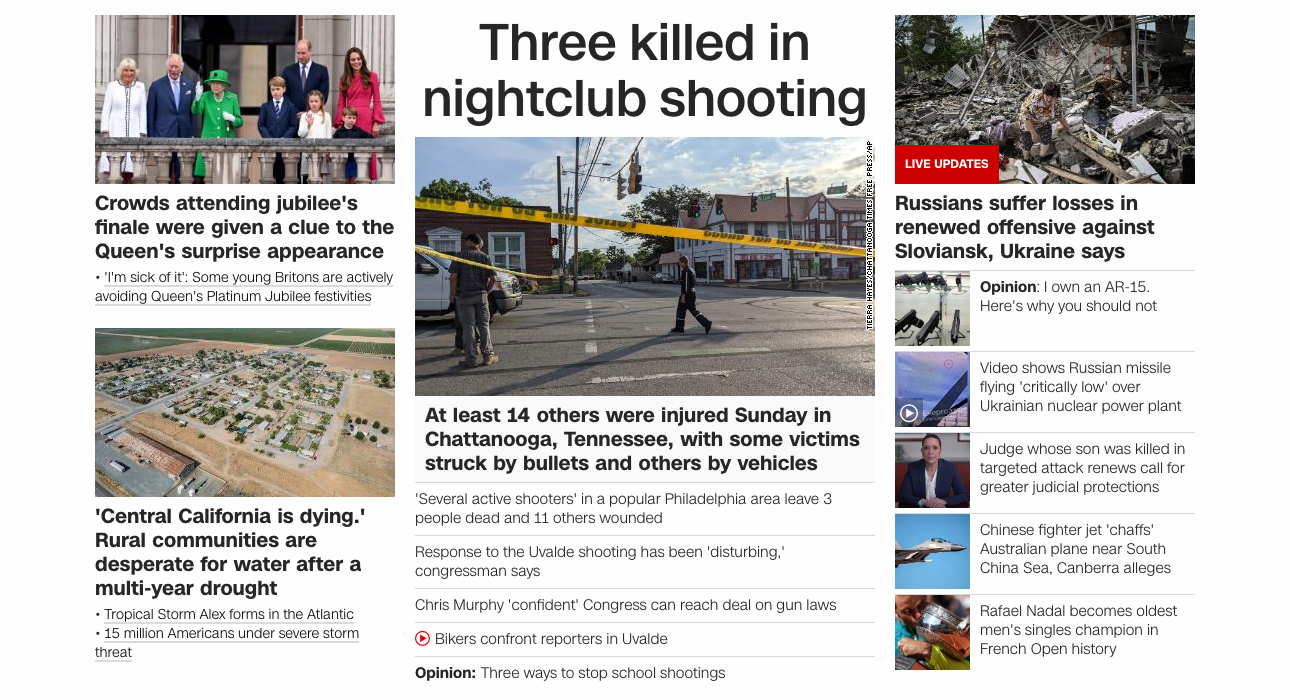 Three killed in
nightclub shooting
TIERRA HAYES/CHATTANOOGA TIMES FREE PRESS/AP
At least 14 others were injured Sunday in
Chattanooga, Tennessee, with some victims
struck by bullets and others by vehicles
'Several active shooters' in a popular Philadelphia area leave 3
people dead and 11 others wounded
Response to the Uvalde shooting has been 'disturbing,'
congressman says
Chris Murphy 'confident' Congress can reach deal on gun laws
Bikers confront reporters in Uvalde
Opinion: Three ways to stop school shootings
Crowds attending jubilee's
finale were given a clue to the
Queen's surprise appearance
• 'I'm sick of it': Some young Britons are actively
avoiding Queen's Platinum Jubilee festivities
'Central California is dying.'
Rural communities are
desperate for water after a
multi-year drought
• Tropical Storm Alex forms in the Atlantic
• 15 million Americans under severe storm
threat
LIVE UPDATES
Russians suffer losses in
renewed offensive against
Sloviansk, Ukraine says
Opinion: I own an AR-15.
Here's why you should not
Video shows Russian missile
flying 'critically low' over
Ukrainian nuclear power plant
Judge whose son was killed in
targeted attack renews call for
greater judicial protections
Chinese fighter jet 'chaffs'
Australian plane near South
China Sea, Canberra alleges
Rafael Nadal becomes oldest
men's singles champion in
French Open history